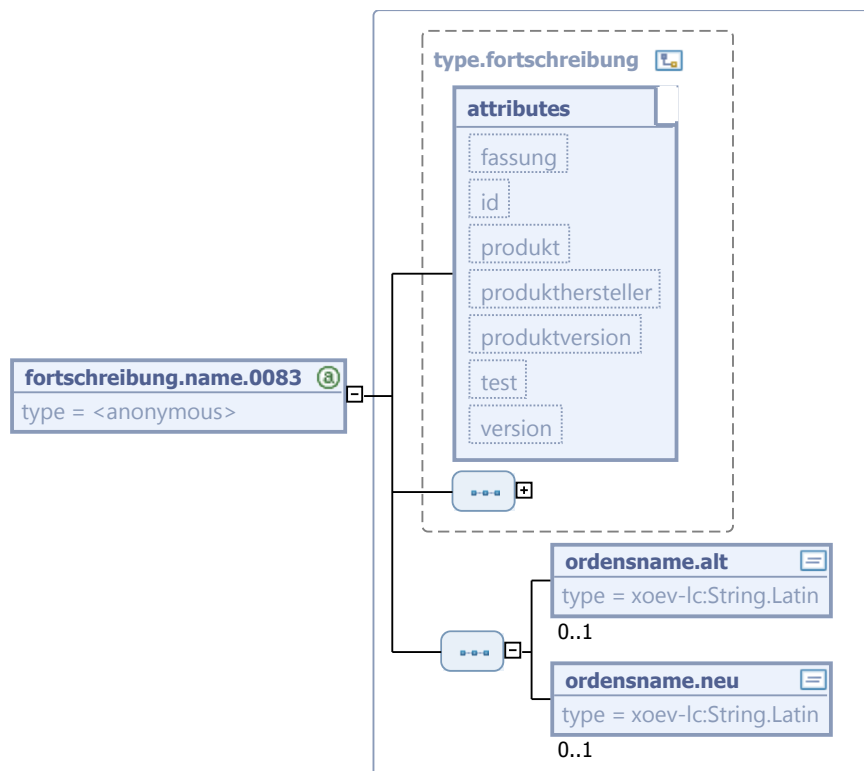 type.fortschreibung
attributes
fassung
id
produkt
produkthersteller
produktversion
test
version
fortschreibung.name.0083
type = <anonymous>
ordensname.alt
type = xoev-lc:String.Latin
0..1
ordensname.neu
type = xoev-lc:String.Latin
0..1